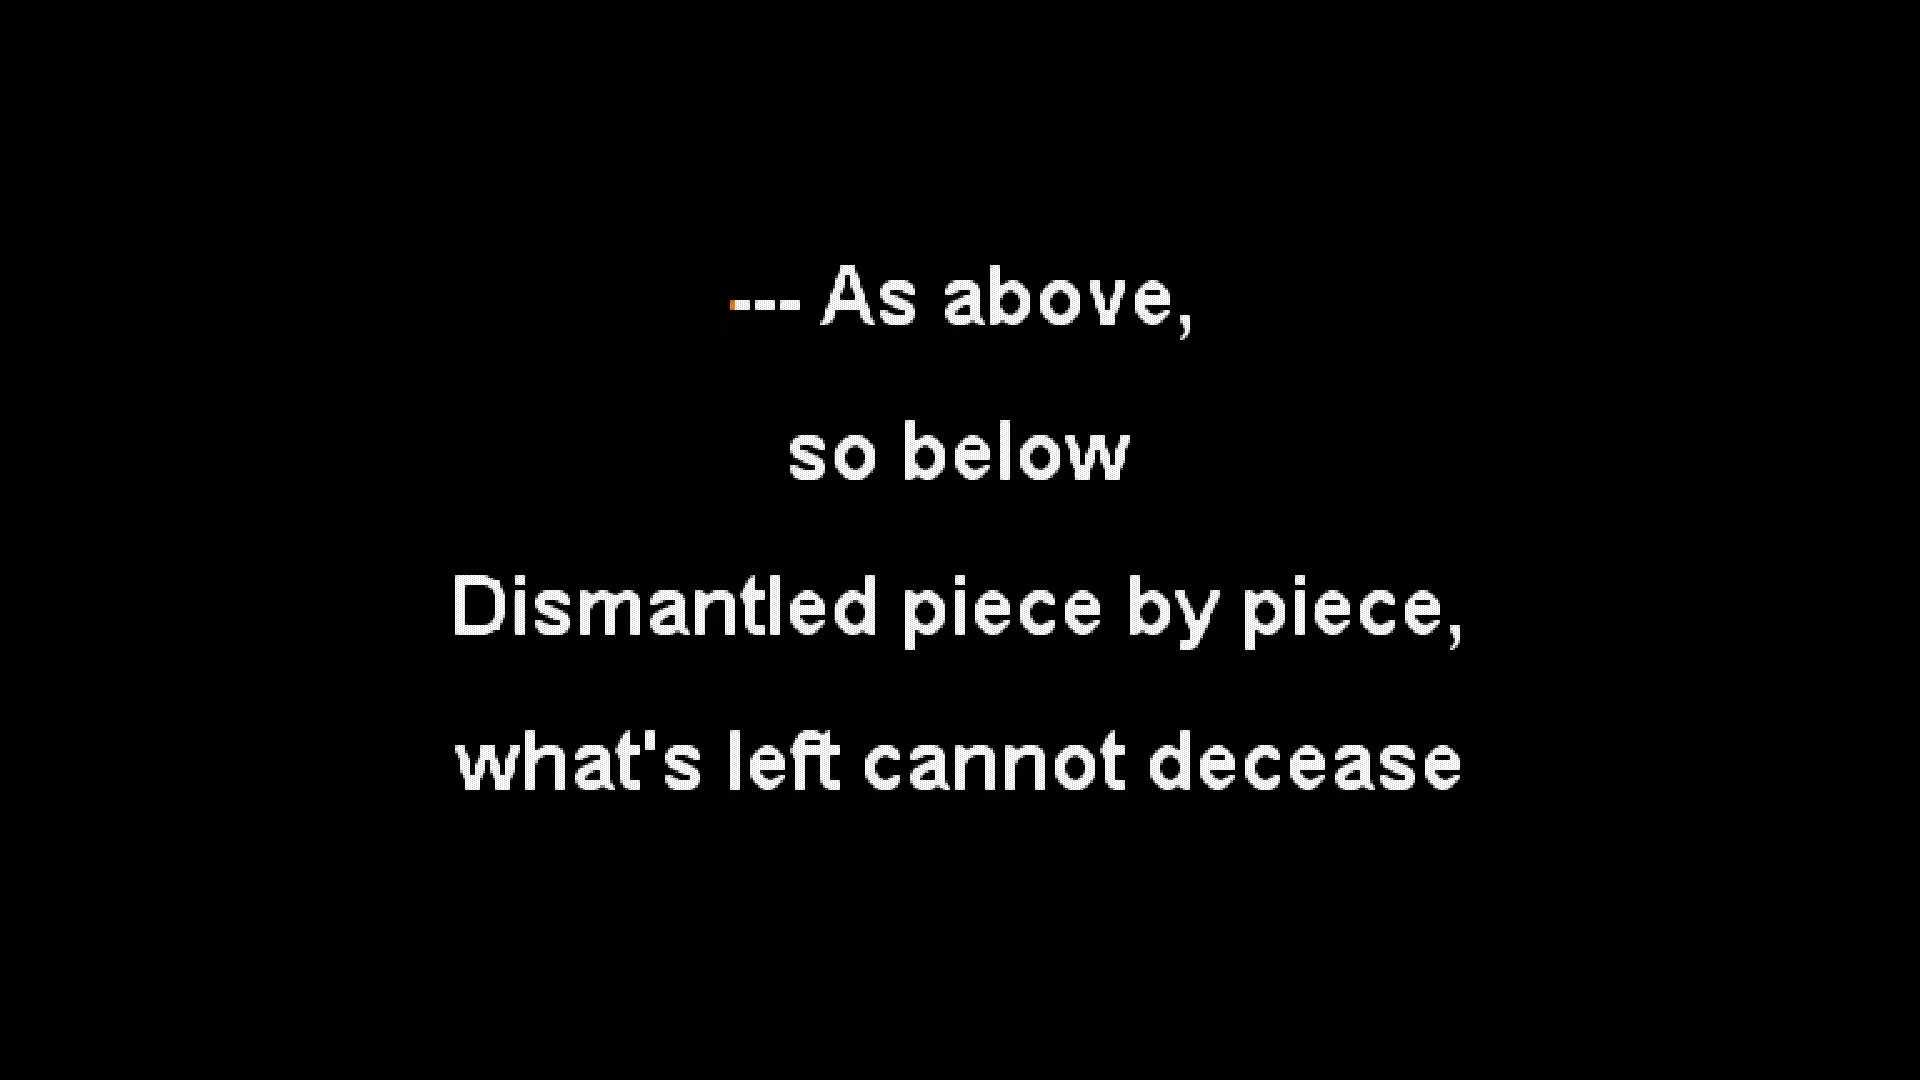 --- As above,
so below
Dismantled piece by piece,
what's left cannot decease